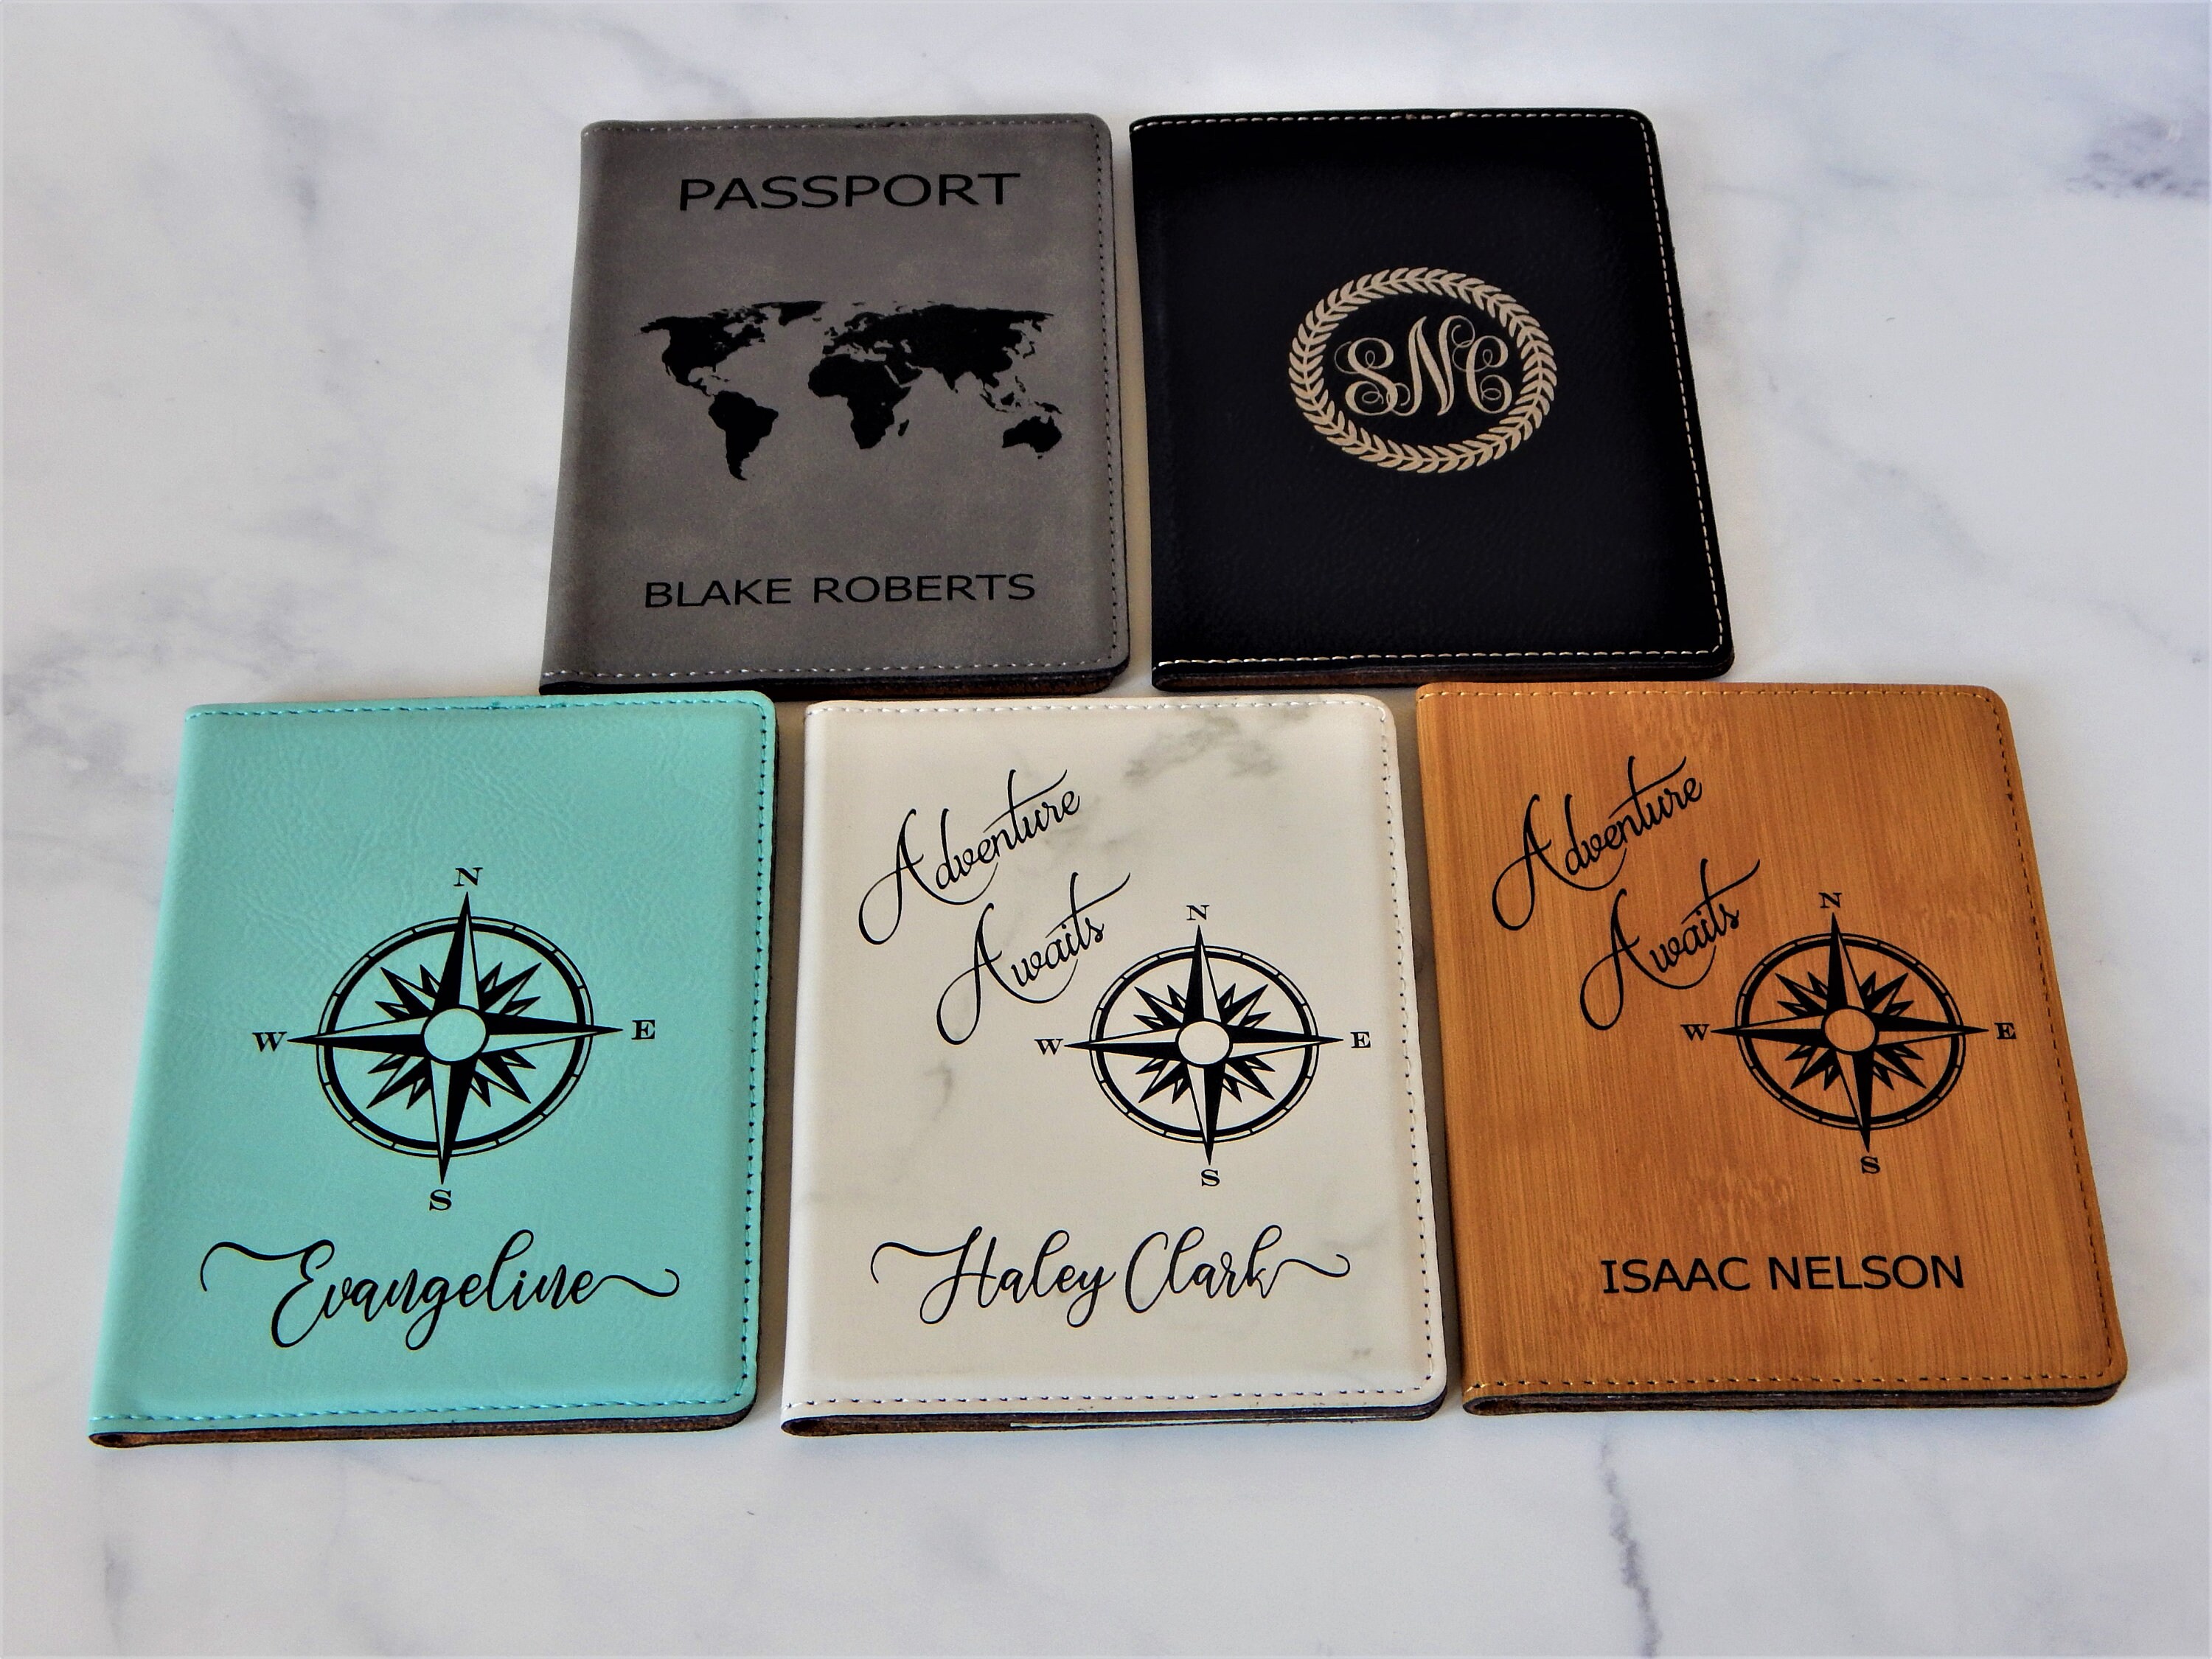 PASSPORT
BLAKE ROBERTS
SNC
N
W E
S
Evangeline
Adventure
Awaits
N
W E
S
Haley Clark
Adventure
Awaits
N
W E
S
ISAAC NELSON